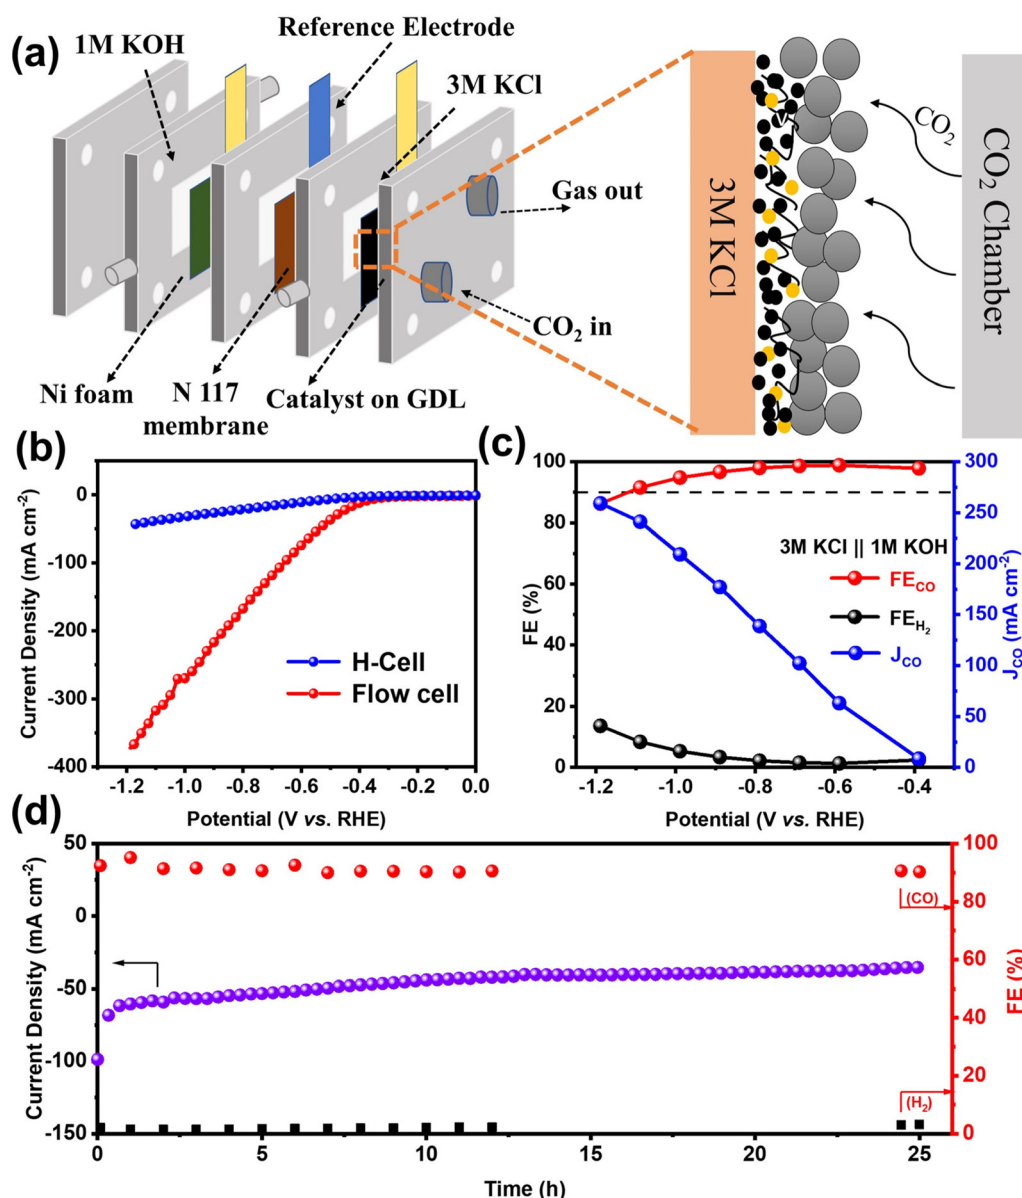 (a)
1M KOH
Reference Electrode
3M KCl
Gas out
CO₂ in
Ni foam
N 117
membrane
Catalyst on GDL
3M KCl
CO₂
CO₂ Chamber
(b)
Current Density (mA cm⁻²)
0
-100
-200
-300
-400
H-Cell
Flow cell
-1.2 -1.0 -0.8 -0.6 -0.4 -0.2 0.0
Potential (V vs. RHE)
(c)
FE (%)
100
80
60
40
20
0
3M KCl || 1M KOH
FE_CO
FE_H₂
J_CO
300
250
200
150
100
50
0
J_CO (mA cm⁻²)
-1.2 -1.0 -0.8 -0.6 -0.4
Potential (V vs. RHE)
(d)
Current Density (mA cm⁻²)
50
0
-50
-100
-150
(CO)
(H₂)
100
80
60
40
20
0
FE (%)
0 5 10 15 20 25
Time (h)